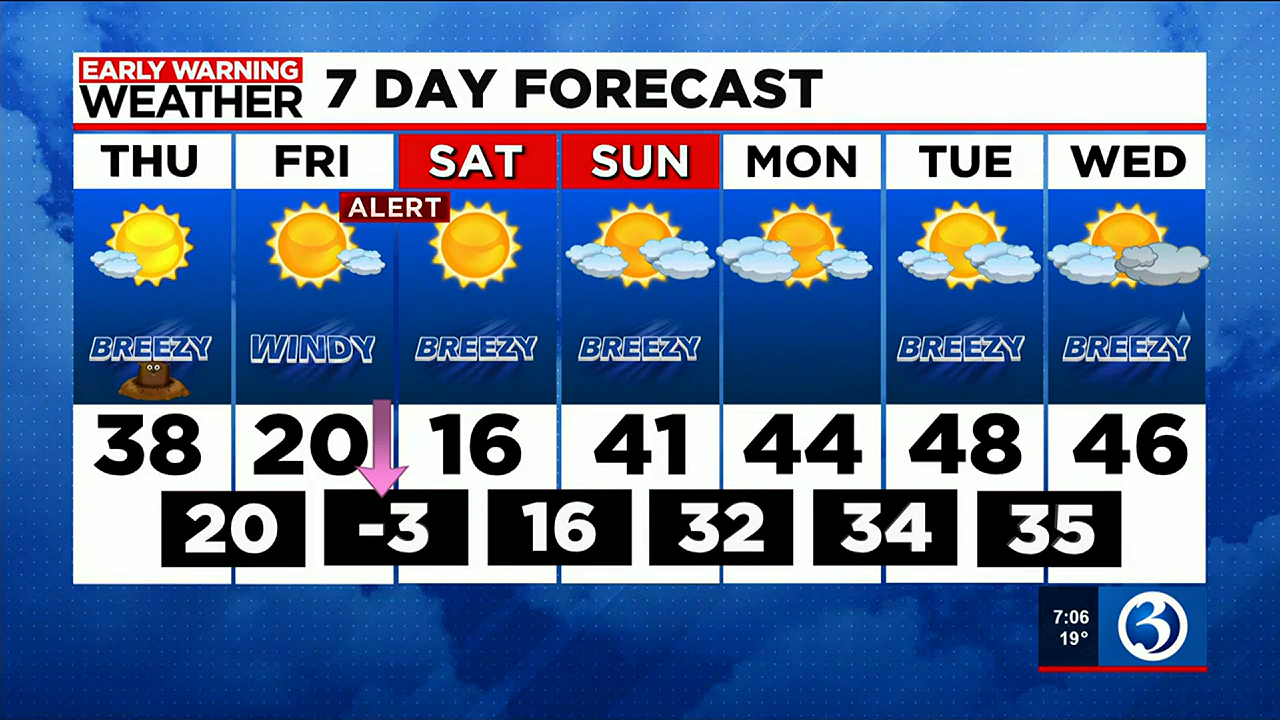 EARLY WARNING
WEATHER
7 DAY FORECAST
THU FRI SAT SUN MON TUE WED
ALERT
BREEZY WINDY BREEZY BREEZY BREEZY BREEZY
38 20 16 41 44 48 46
20 -3 16 32 34 35
7:06
19°
3